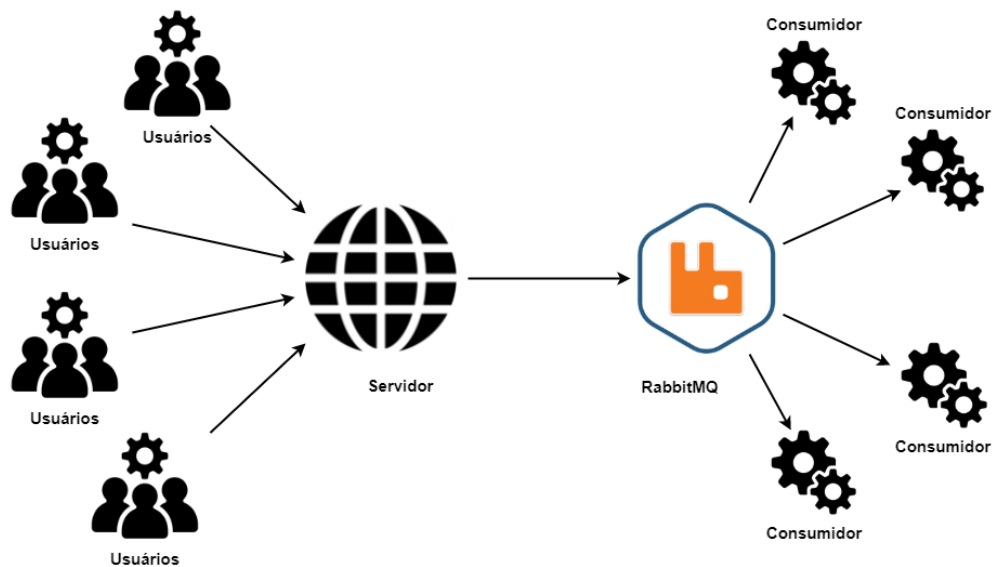 Consumidor
Usuários
Consumidor
Usuários
Servidor
RabbitMQ
Usuários
Consumidor
Consumidor
Usuários